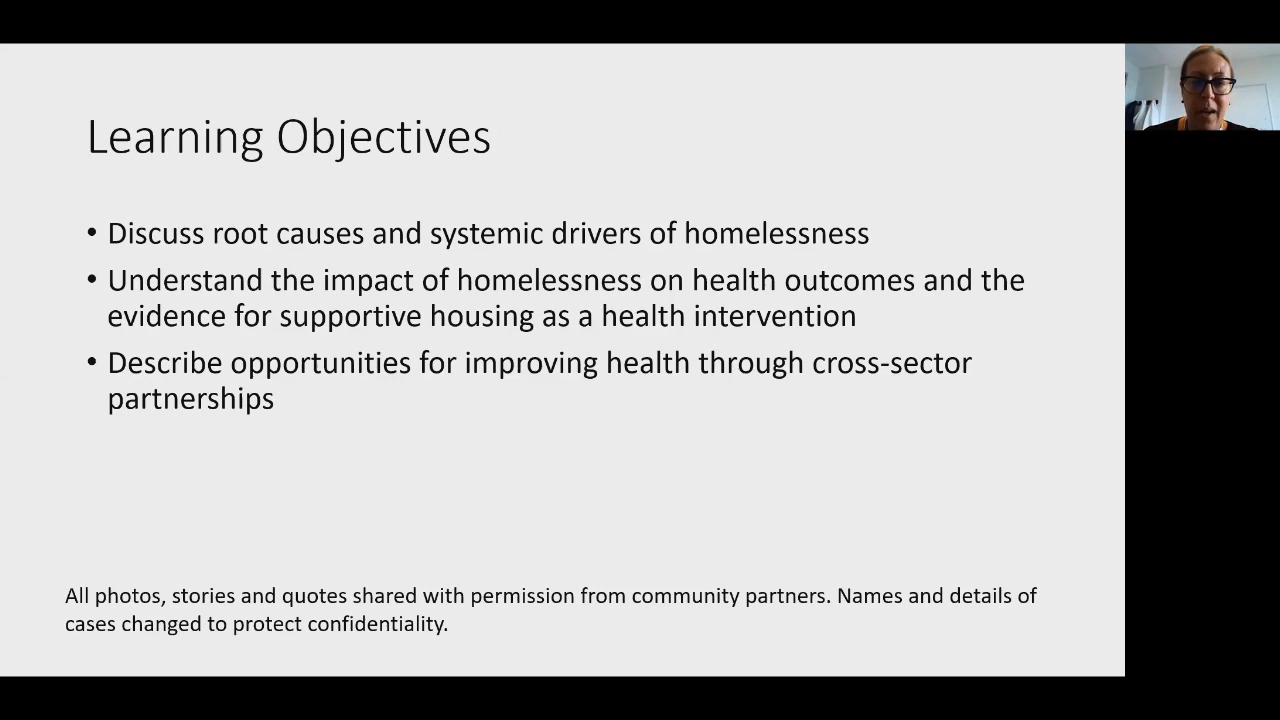 Learning Objectives
• Discuss root causes and systemic drivers of homelessness
• Understand the impact of homelessness on health outcomes and the
evidence for supportive housing as a health intervention
• Describe opportunities for improving health through cross-sector
partnerships
All photos, stories and quotes shared with permission from community partners. Names and details of
cases changed to protect confidentiality.